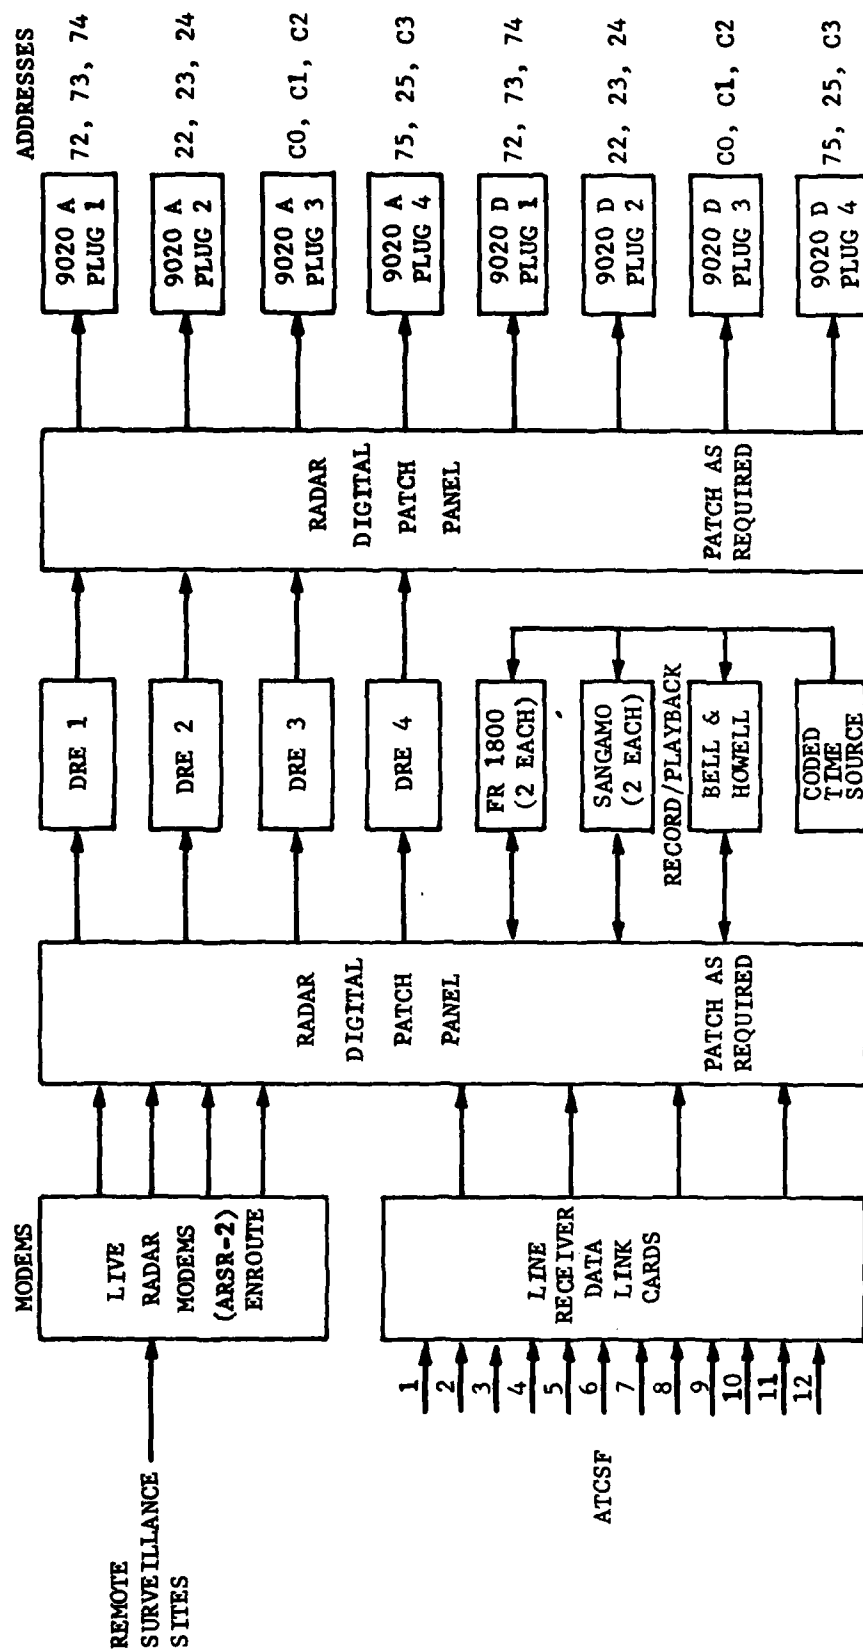 REMOTE
SURVEILLANCE
SITES
MODEMS
LIVE
RADAR
MODEMS
(ARSR-2)
ENROUTE
ATCSF
1
2
3
4
5
6
7
8
9
10
11
12
LINE
RECEIVER
DATA
LINK
CARDS
RADAR
DIGITAL
PATCH
PANEL
PATCH AS
REQUIRED
DRE 1
DRE 2
DRE 3
DRE 4
FR 1800
(2 EACH)
SANGAMO
(2 EACH)
RECORD/PLAYBACK
BELL &
HOWELL
CODED
TIME
SOURCE
RADAR
DIGITAL
PATCH
PANEL
PATCH AS
REQUIRED
ADDRESSES
9020 A
PLUG 1
72, 73, 74
9020 A
PLUG 2
22, 23, 24
9020 A
PLUG 3
C0, C1, C2
9020 A
PLUG 4
75, 25, C3
9020 D
PLUG 1
72, 73, 74
9020 D
PLUG 2
22, 23, 24
9020 D
PLUG 3
C0, C1, C2
9020 D
PLUG 4
75, 25, C3